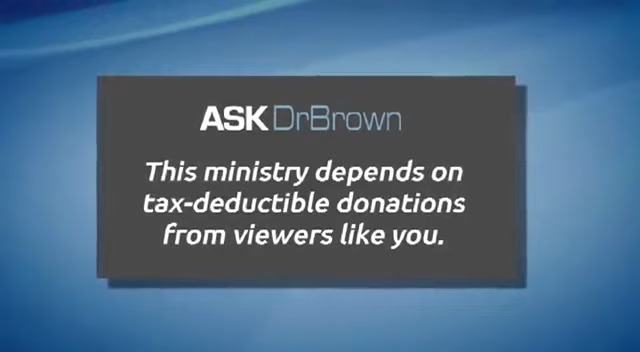 ASK DrBrown
This ministry depends on
tax-deductible donations
from viewers like you.